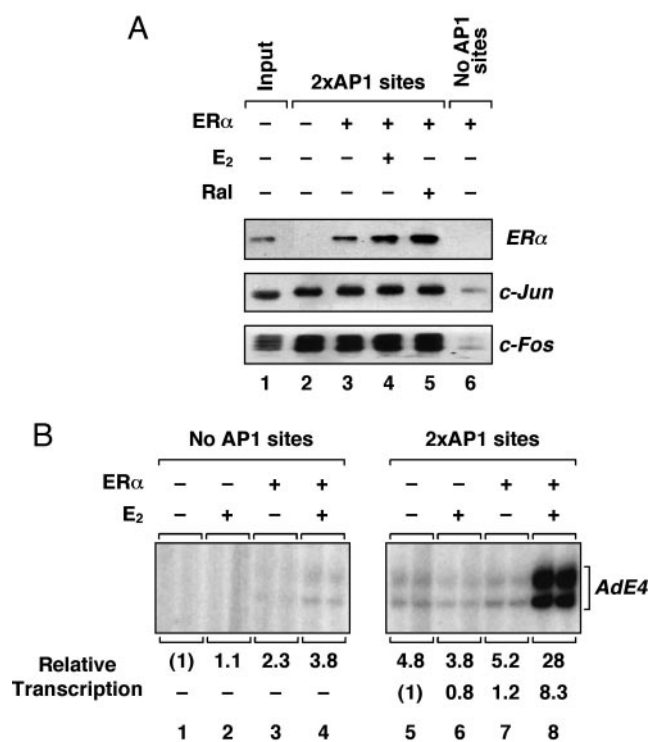 A
Input
2xAP1 sites
No AP1
sites
ERα – – + + + +
E2 – – – + – –
Ral – – – – + –
ERα
c-Jun
c-Fos
1 2 3 4 5 6
B
No AP1 sites 2xAP1 sites
ERα – – + + – – + +
E2 – + – + – + – +
AdE4
Relative
Transcription
(1) 1.1 2.3 3.8 4.8 3.8 5.2 28
– – – – (1) 0.8 1.2 8.3
1 2 3 4 5 6 7 8